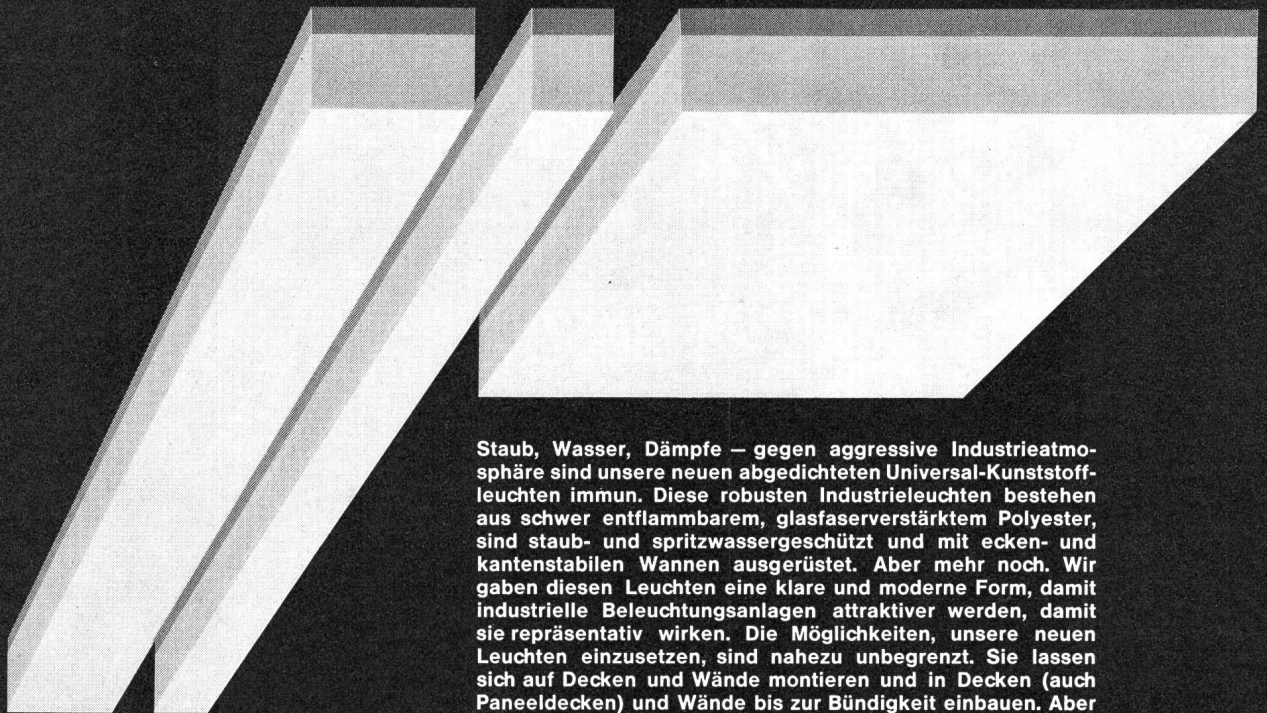 Staub, Wasser, Dämpfe – gegen aggressive Industrieatmo-
sphäre sind unsere neuen abgedichteten Universal-Kunststoff-
leuchten immun. Diese robusten Industrieleuchten bestehen
aus schwer entflammbarem, glasfaserverstärktem Polyester,
sind staub- und spritzwassergeschützt und mit ecken- und
kantenstabilen Wannen ausgerüstet. Aber mehr noch. Wir
gaben diesen Leuchten eine klare und moderne Form, damit
industrielle Beleuchtungsanlagen attraktiver werden, damit
sie repräsentativ wirken. Die Möglichkeiten, unsere neuen
Leuchten einzusetzen, sind nahezu unbegrenzt. Sie lassen
sich auf Decken und Wände montieren und in Decken (auch
Paneeldecken) und Wände bis zur Bündigkeit einbauen. Aber